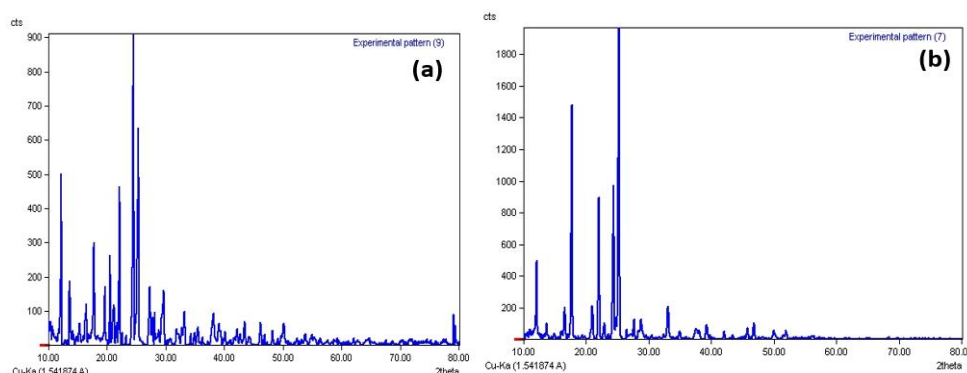 cts
Experimental pattern (9)
(a)
900
800
700
600
500
400
300
200
100
10.00 20.00 30.00 40.00 50.00 60.00 70.00 80.00
Cu-Ka (1.541874 A) 2theta
cts
Experimental pattern (7)
(b)
1800
1600
1400
1200
1000
800
600
400
200
10.00 20.00 30.00 40.00 50.00 60.00 70.00 80.0
Cu-Ka (1.541874 A) 2theta